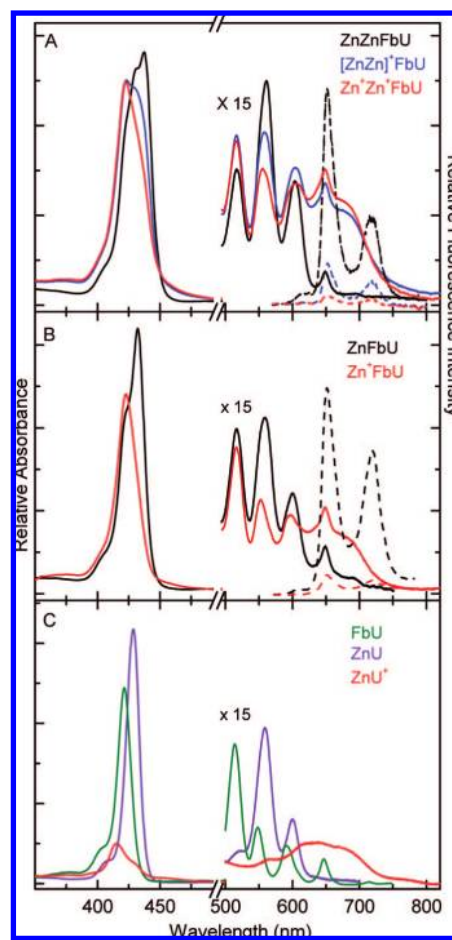 A
ZnZnFbU
[ZnZn]⁺FbU
Zn⁺Zn⁺FbU
X 15
B
ZnFbU
Zn⁺FbU
x 15
C
FbU
ZnU
ZnU⁺
x 15
400 450 500 600 700 800
Wavelength (nm)
Relative Absorbance
Relative Fluorescence Intensity